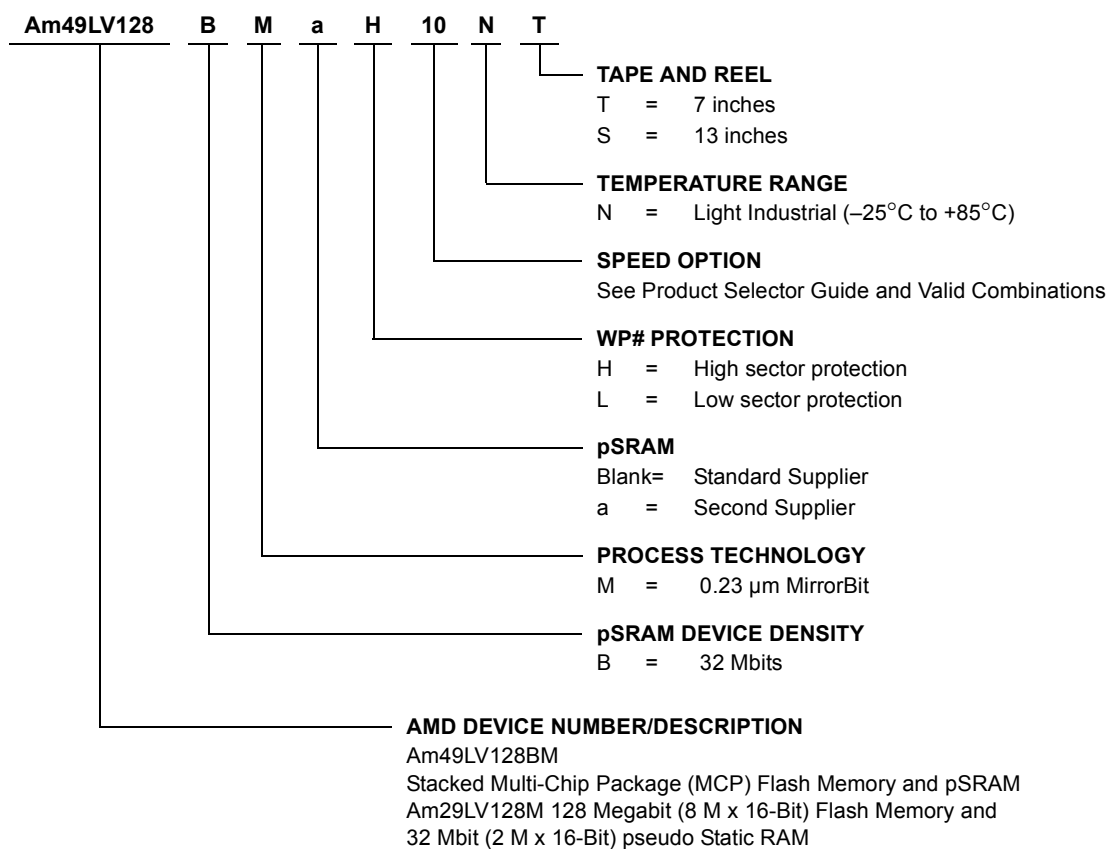 Am49LV128 B M a H 10 N T
TAPE AND REEL
T = 7 inches
S = 13 inches
TEMPERATURE RANGE
N = Light Industrial (–25°C to +85°C)
SPEED OPTION
See Product Selector Guide and Valid Combinations
WP# PROTECTION
H = High sector protection
L = Low sector protection
pSRAM
Blank= Standard Supplier
a = Second Supplier
PROCESS TECHNOLOGY
M = 0.23 µm MirrorBit
pSRAM DEVICE DENSITY
B = 32 Mbits
AMD DEVICE NUMBER/DESCRIPTION
Am49LV128BM
Stacked Multi-Chip Package (MCP) Flash Memory and pSRAM
Am29LV128M 128 Megabit (8 M x 16-Bit) Flash Memory and
32 Mbit (2 M x 16-Bit) pseudo Static RAM